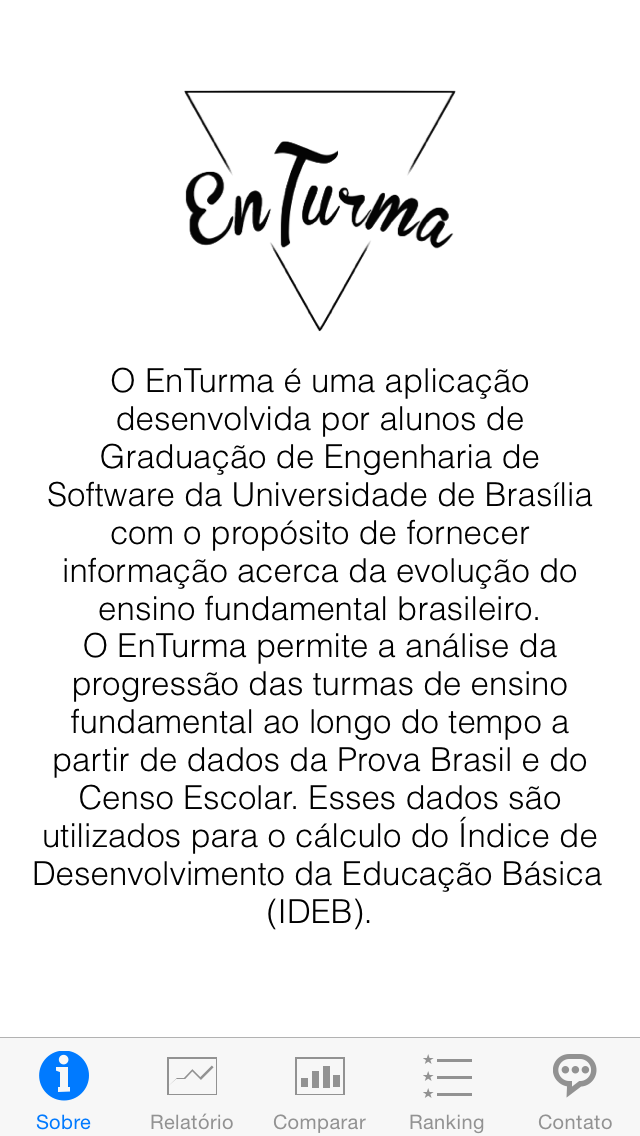 EnTurma
O EnTurma é uma aplicação
desenvolvida por alunos de
Graduação de Engenharia de
Software da Universidade de Brasília
com o propósito de fornecer
informação acerca da evolução do
ensino fundamental brasileiro.
O EnTurma permite a análise da
progressão das turmas de ensino
fundamental ao longo do tempo a
partir de dados da Prova Brasil e do
Censo Escolar. Esses dados são
utilizados para o cálculo do Índice de
Desenvolvimento da Educação Básica
(IDEB).
Sobre Relatório Comparar Ranking Contato